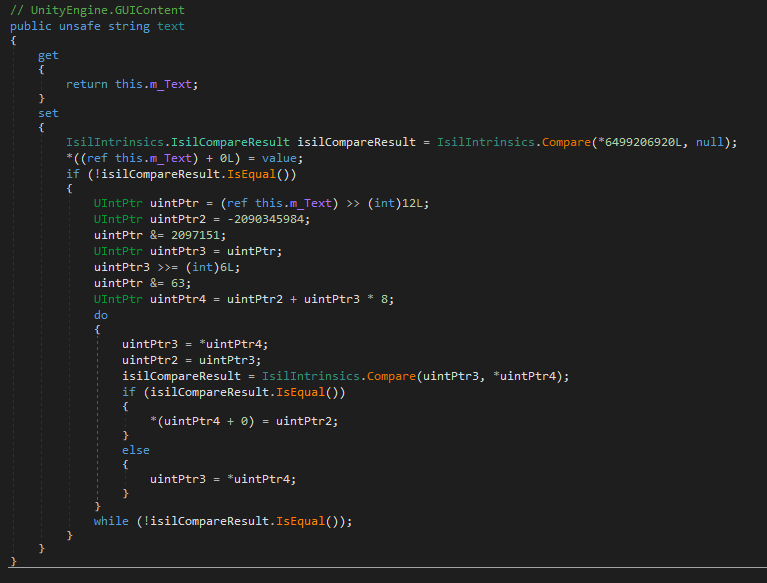 // UnityEngine.GUIContent
public unsafe string text
{
get
{
return this.m_Text;
}
set
{
IsilIntrinsics.IsilCompareResult isilCompareResult = IsilIntrinsics.Compare(*6499206920L, null);
*((ref this.m_Text) + 0L) = value;
if (!isilCompareResult.IsEqual())
{
UIntPtr uintPtr = (ref this.m_Text) >> (int)12L;
UIntPtr uintPtr2 = -2090345984;
uintPtr &= 2097151;
UIntPtr uintPtr3 = uintPtr;
uintPtr3 >>= (int)6L;
uintPtr &= 63;
UIntPtr uintPtr4 = uintPtr2 + uintPtr3 * 8;
do
{
uintPtr3 = *uintPtr4;
uintPtr2 = uintPtr3;
isilCompareResult = IsilIntrinsics.Compare(uintPtr3, *uintPtr4);
if (isilCompareResult.IsEqual())
{
*(uintPtr4 + 0) = uintPtr2;
}
else
{
uintPtr3 = *uintPtr4;
}
}
while (!isilCompareResult.IsEqual());
}
}
}